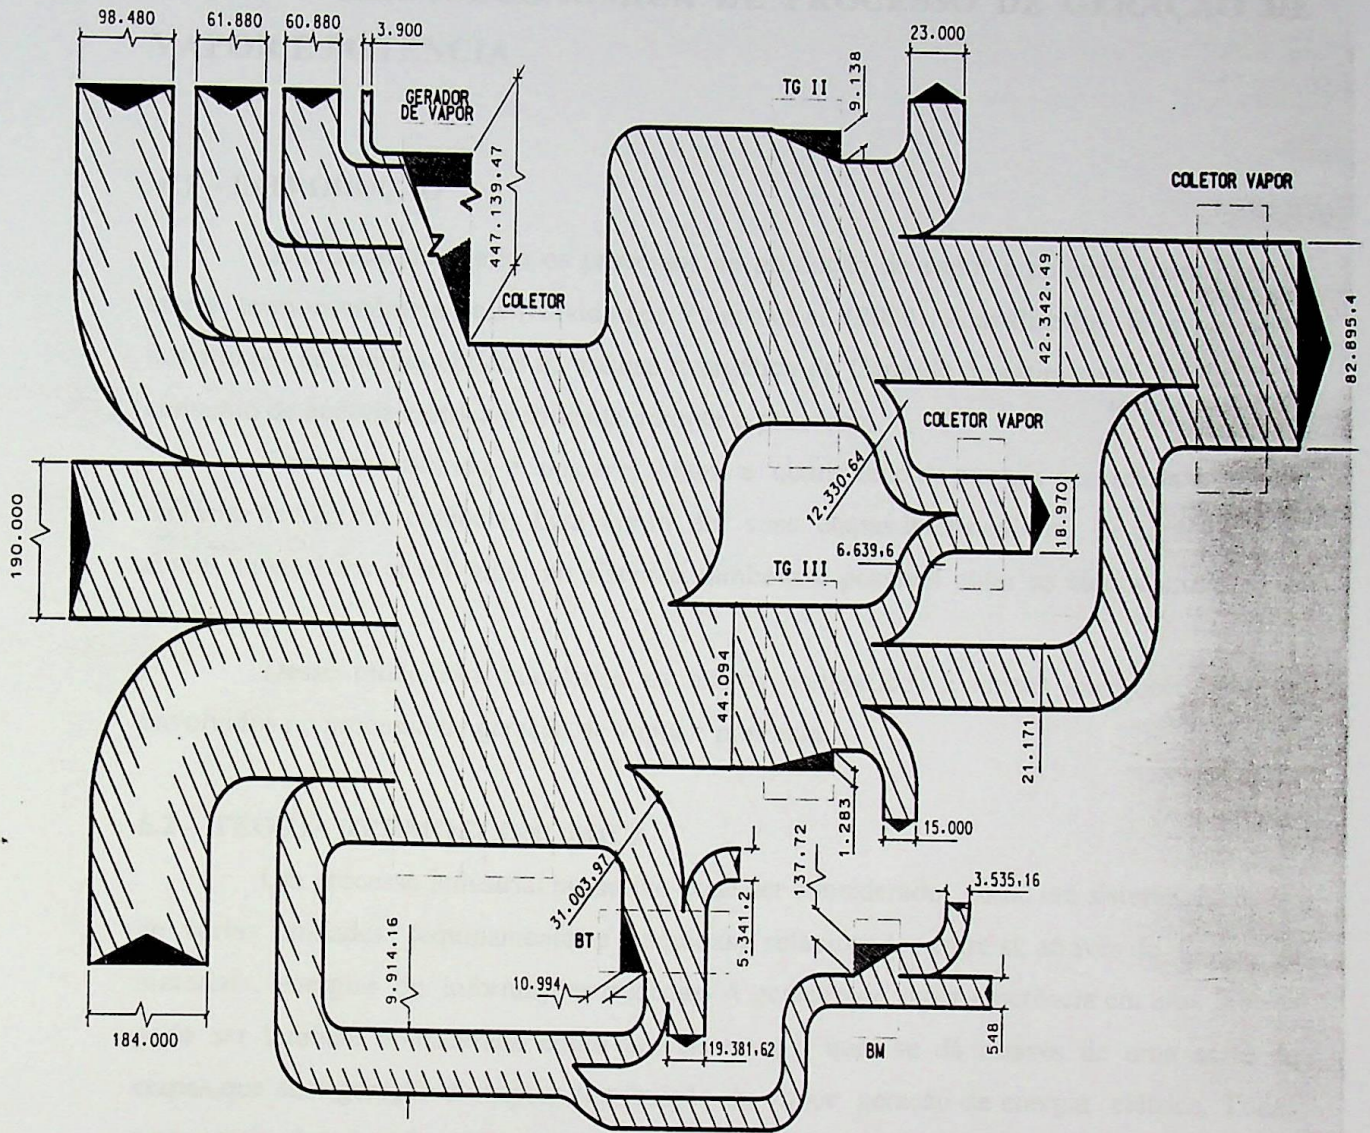 98.480
61.880
60.880
3.900
23.000
GERADOR
DE VAPOR
TG II
9.138
447.139.47
COLETOR VAPOR
COLETOR
42.342.49
82.895.4
COLETOR VAPOR
12.330.64
190.000
18.970
6.639,6
TG III
44.094
21.171
1.283
15.000
37.72
31.003,97
3.535,16
BT
5.341.2
10.994
9.914.16
184.000
19.381,62
BM
548